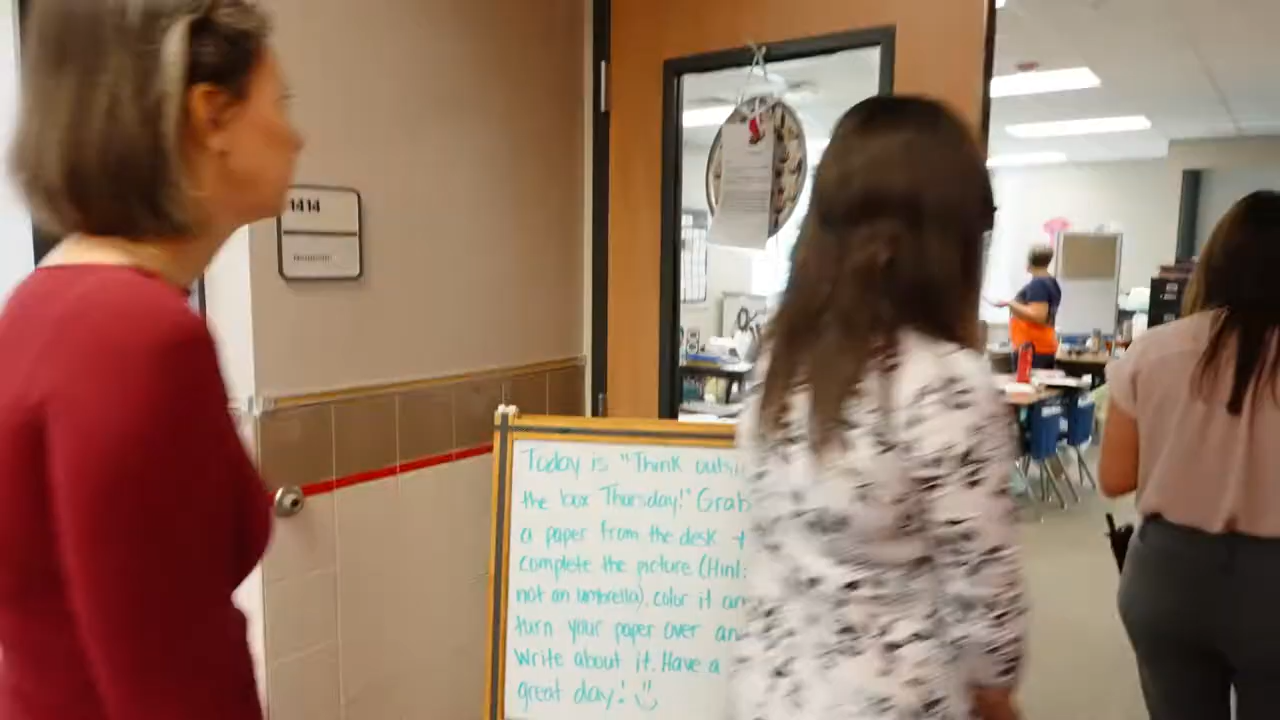 1414
Today is "Think outsi
the box Thursday!" Grab
a paper from the desk +
complete the picture (Hint:
not an umbrella), color it an
turn your paper over an
write about it. Have a
great day!